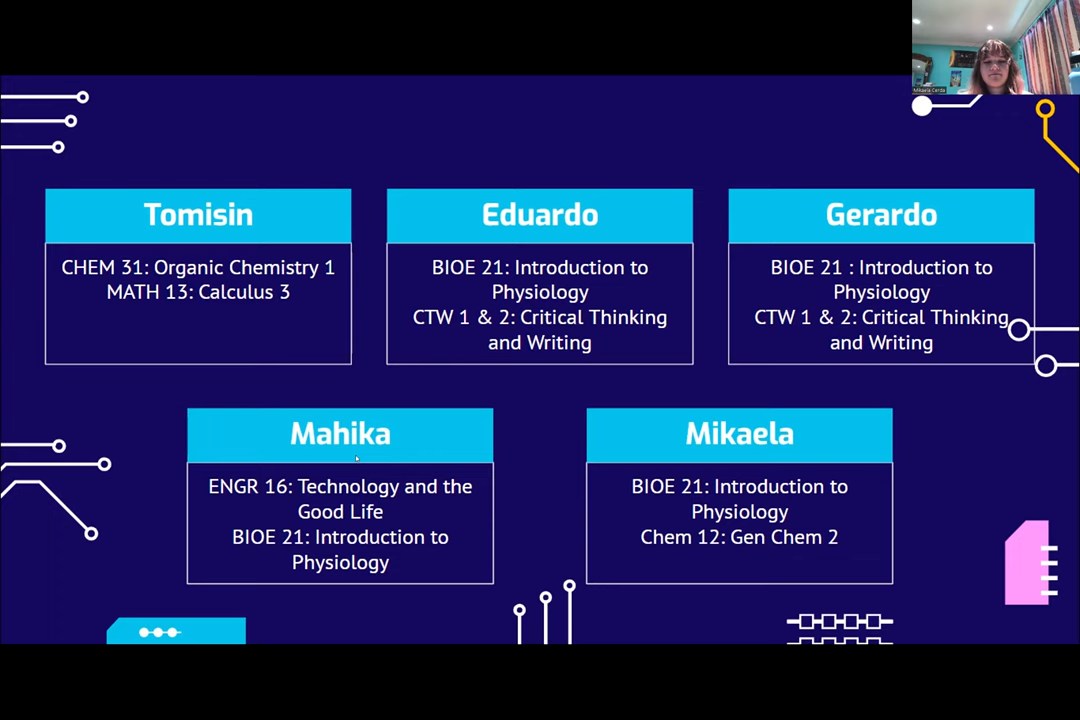 Mikaela Cerda
Tomisin
CHEM 31: Organic Chemistry 1
MATH 13: Calculus 3
Eduardo
BIOE 21: Introduction to
Physiology
CTW 1 & 2: Critical Thinking
and Writing
Gerardo
BIOE 21 : Introduction to
Physiology
CTW 1 & 2: Critical Thinking
and Writing
Mahika
ENGR 16: Technology and the
Good Life
BIOE 21: Introduction to
Physiology
Mikaela
BIOE 21: Introduction to
Physiology
Chem 12: Gen Chem 2